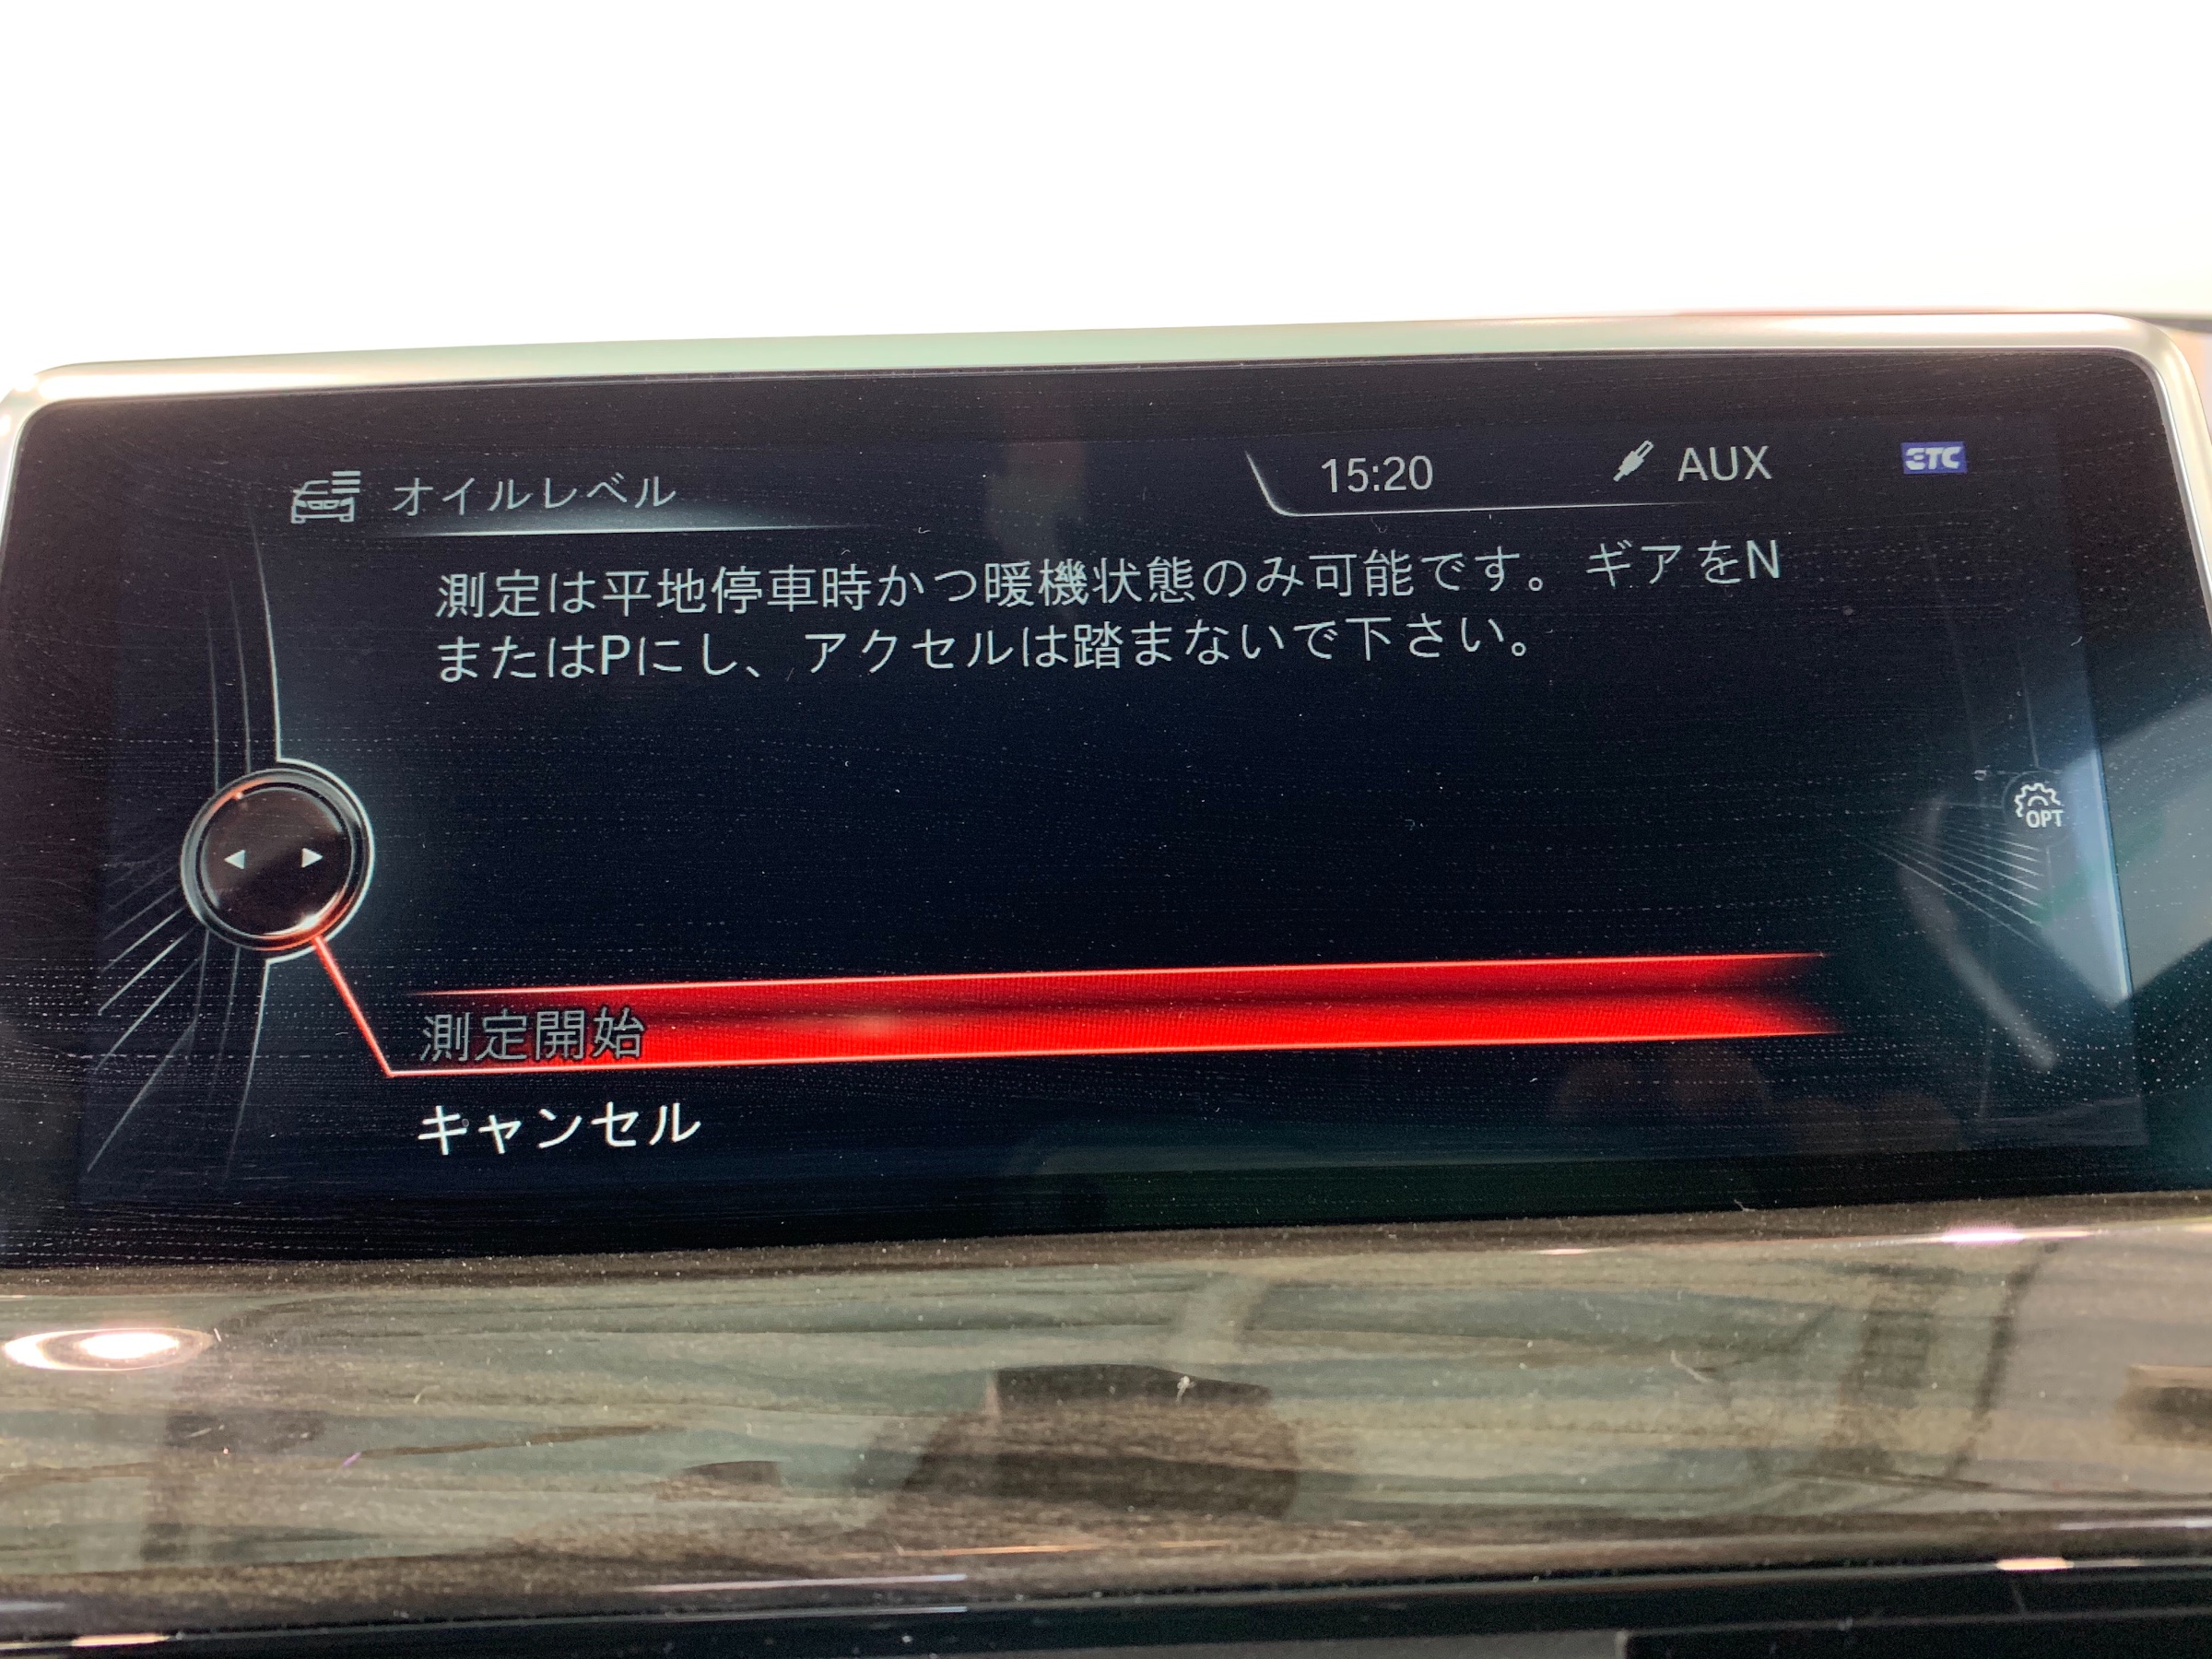 オイルレベル
15:20
AUX
ETC
測定は平地停車時かつ暖機状態のみ可能です。ギアをN
またはPにし、アクセルは踏まないで下さい。
OPT
測定開始
キャンセル